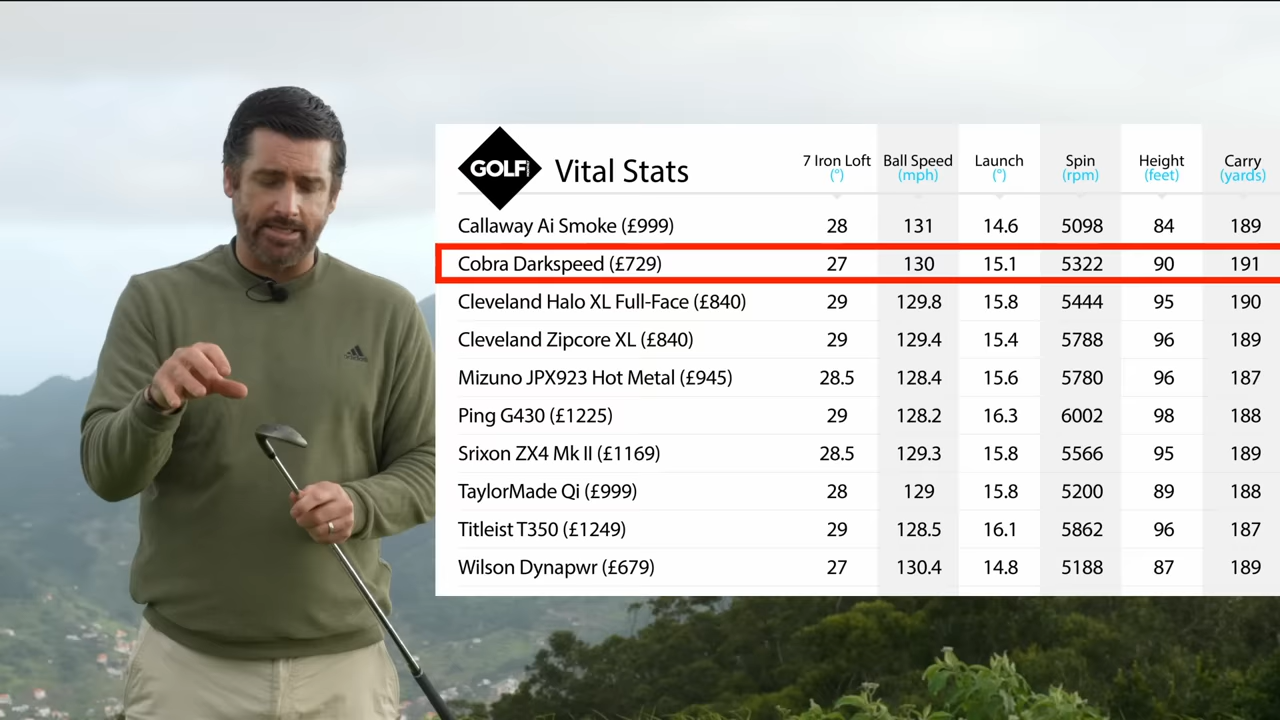 GOLF
Vital Stats
7 Iron Loft (°) Ball Speed (mph) Launch (°) Spin (rpm) Height (feet) Carry (yards)
Callaway Ai Smoke (£999) 28 131 14.6 5098 84 189
Cobra Darkspeed (£729) 27 130 15.1 5322 90 191
Cleveland Halo XL Full-Face (£840) 29 129.8 15.8 5444 95 190
Cleveland Zipcore XL (£840) 29 129.4 15.4 5788 96 189
Mizuno JPX923 Hot Metal (£945) 28.5 128.4 15.6 5780 96 187
Ping G430 (£1225) 29 128.2 16.3 6002 98 188
Srixon ZX4 Mk II (£1169) 28.5 129.3 15.8 5566 95 189
TaylorMade Qi (£999) 28 129 15.8 5200 89 188
Titleist T350 (£1249) 29 128.5 16.1 5862 96 187
Wilson Dynapwr (£679) 27 130.4 14.8 5188 87 189
adidas